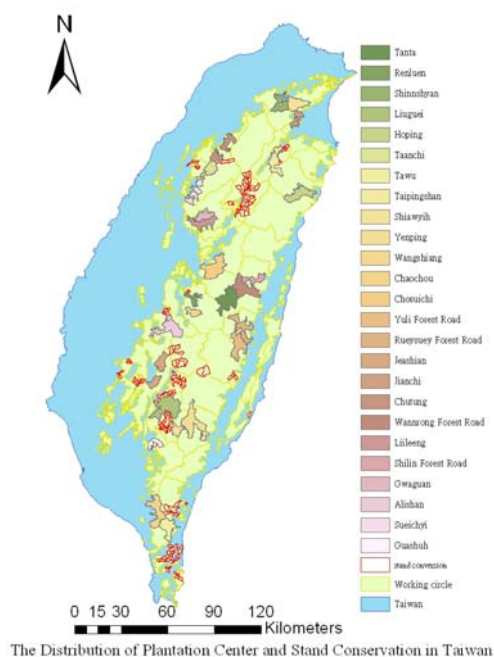 N
Tanta
Renluen
Shinnshyan
Liuguei
Hoping
Taanchi
Tawu
Taipingshan
Shiawyih
Yenping
Wangshiang
Chaochou
Choxuichi
Yuli Forest Road
Rueysuey Forest Road
Jeashian
Jianchi
Chutung
Wannrong Forest Road
Liileeng
Shilin Forest Road
Gwaguan
Alishan
Sueichyi
Guashuh
stand conversion
Working circle
Taiwan
0 15 30 60 90 120
Kilometers
The Distribution of Plantation Center and Stand Conservation in Taiwan